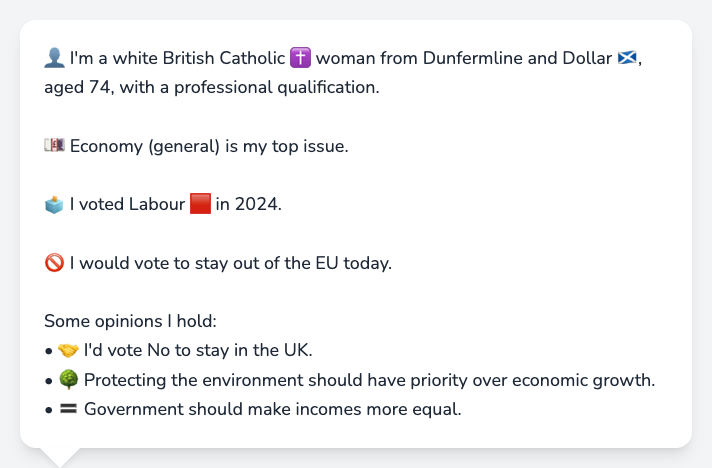 👤 I'm a white British Catholic ✝️ woman from Dunfermline and Dollar 🏴󠁧󠁢󠁳󠁣󠁴󠁿,
aged 74, with a professional qualification.
💷 Economy (general) is my top issue.
🗳️ I voted Labour 🟥 in 2024.
🚫 I would vote to stay out of the EU today.
Some opinions I hold:
• 🤝 I'd vote No to stay in the UK.
• 🌳 Protecting the environment should have priority over economic growth.
• 🟰 Government should make incomes more equal.